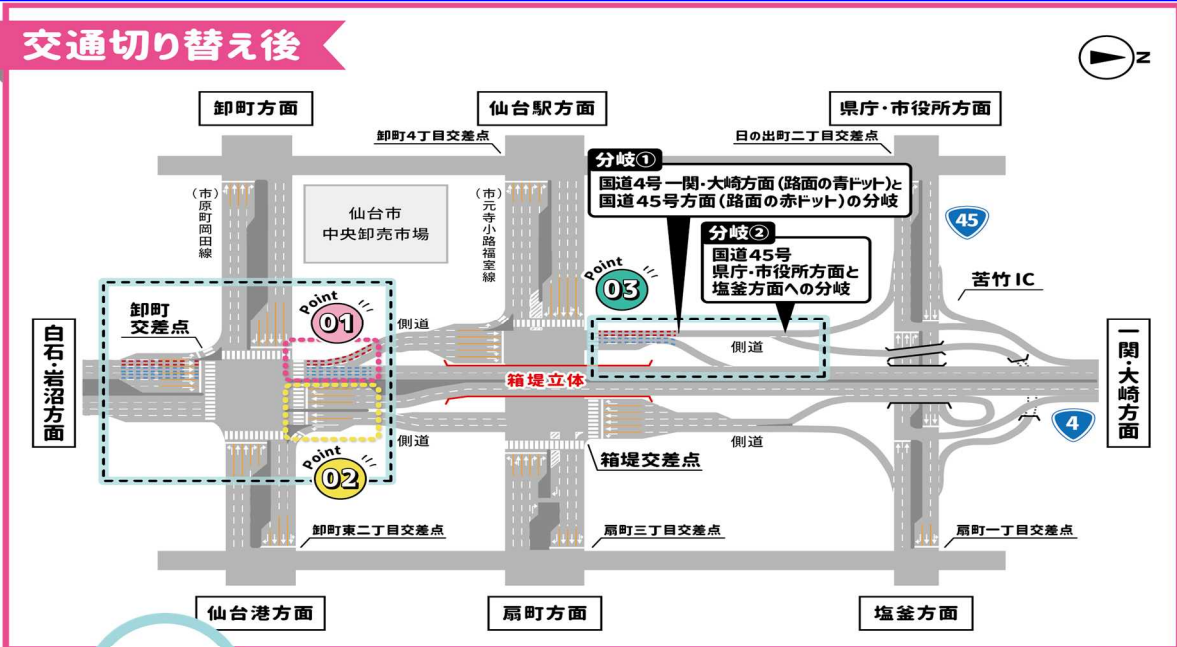 交通切り替え後
N
卸町方面
仙台駅方面
県庁・市役所方面
卸町4丁目交差点
日の出町二丁目交差点
分岐①
国道4号 一関・大崎方面(路面の青ドット)と
国道45号方面(路面の赤ドット)の分岐
(市)原町岡田線
仙台市
中央卸売市場
(市)元寺小路福室線
45
分岐②
国道45号
県庁・市役所方面と
塩釜方面への分岐
苦竹IC
Point
03
Point
01
卸町
交差点
側道
側道
白石・岩沼方面
箱堤立体
一関・大崎方面
4
側道
側道
Point
02
箱堤交差点
卸町東二丁目交差点
扇町三丁目交差点
扇町一丁目交差点
仙台港方面
扇町方面
塩釜方面